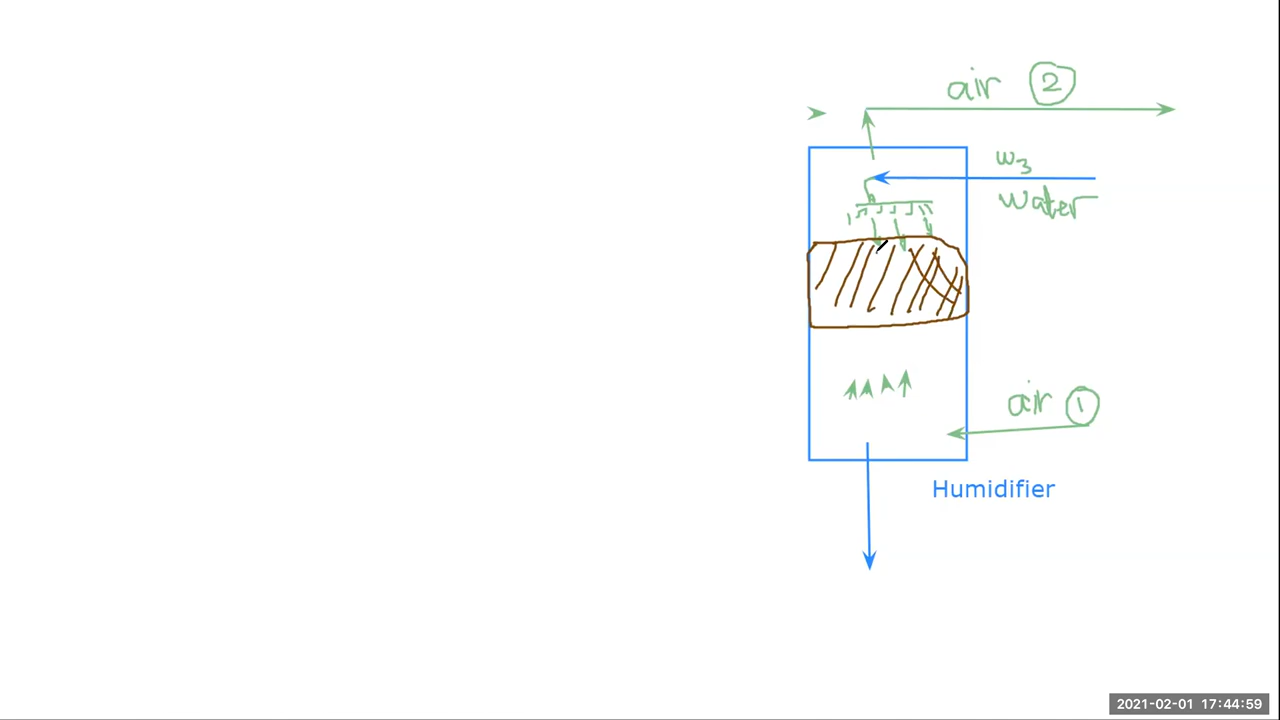 air ②
w3
water
air ①
Humidifier
2021-02-01 17:44:59